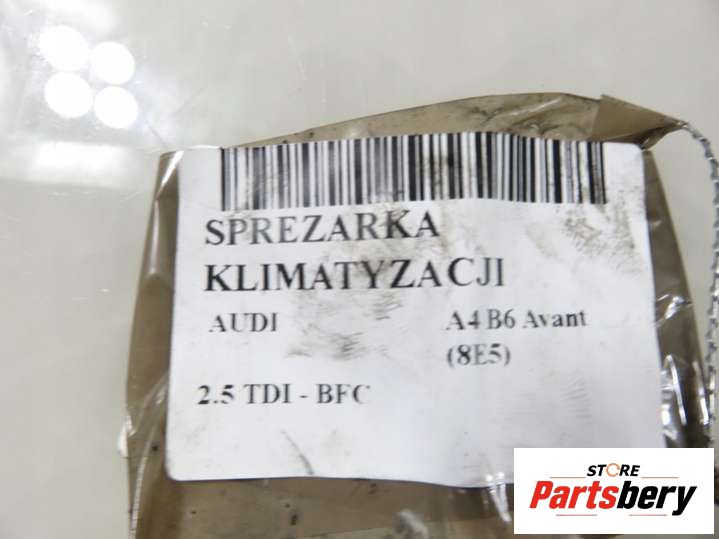 SPREZARKA
KLIMATYZACJI
AUDI A4 B6 Avant
(8E5)
2.5 TDI - BFC
STORE
Partsbery